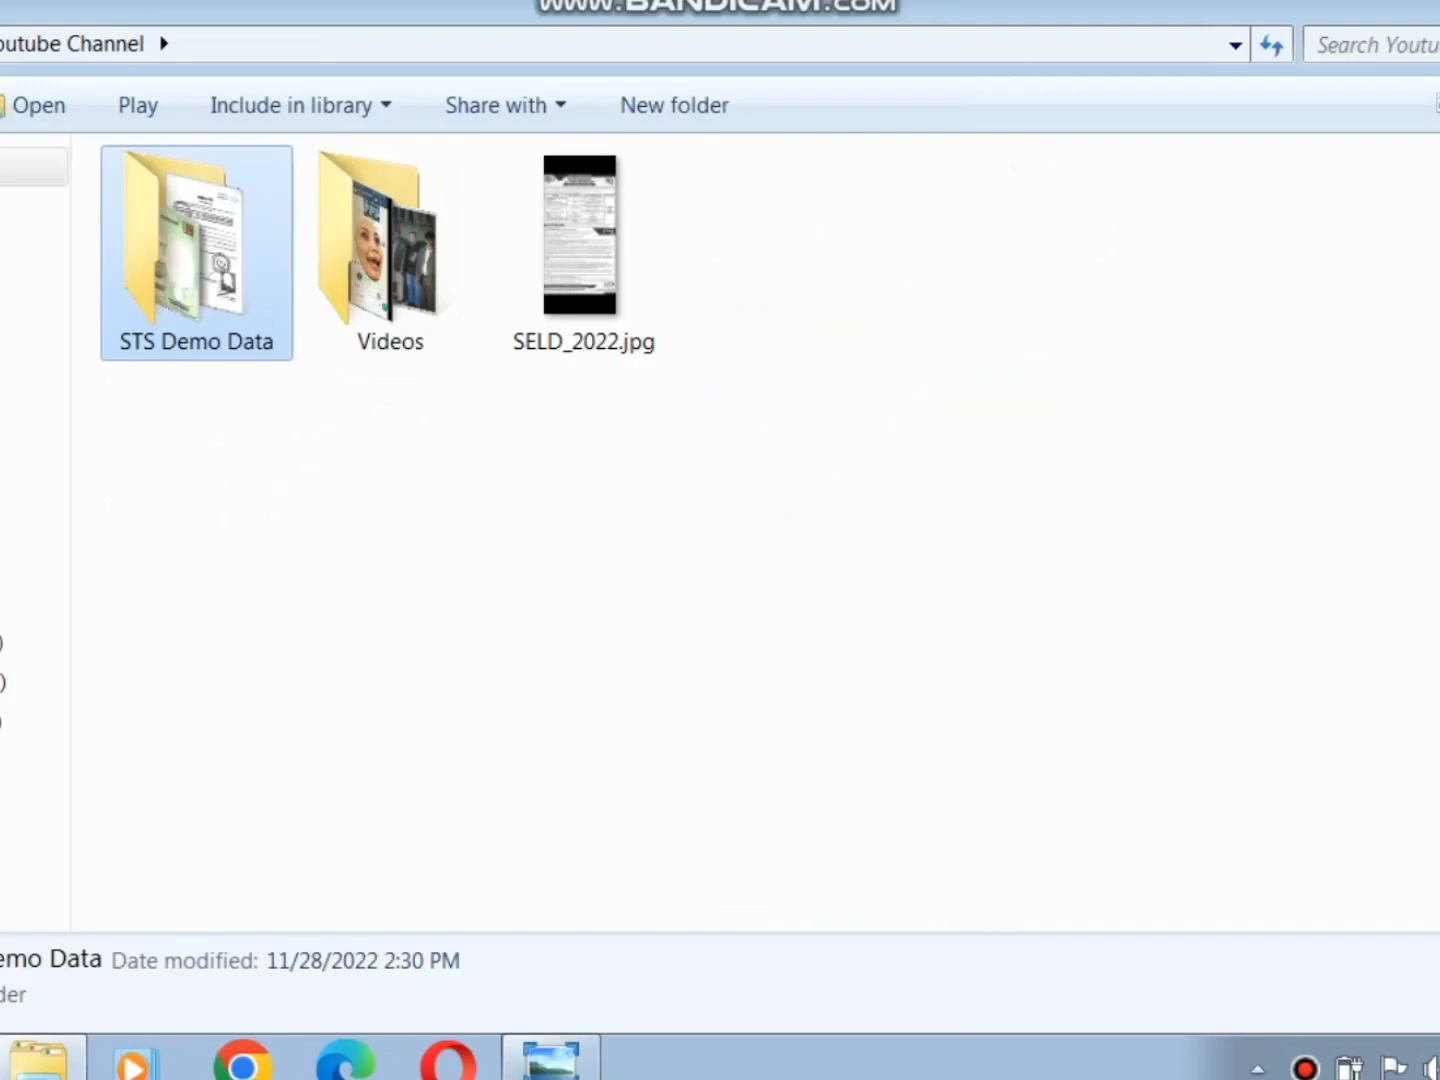 www.BANDICAM.com
outube Channel
Search Youtu
Open Play Include in library Share with New folder
STS Demo Data
Videos
SELD_2022.jpg
)
)
)
emo Data Date modified: 11/28/2022 2:30 PM
der